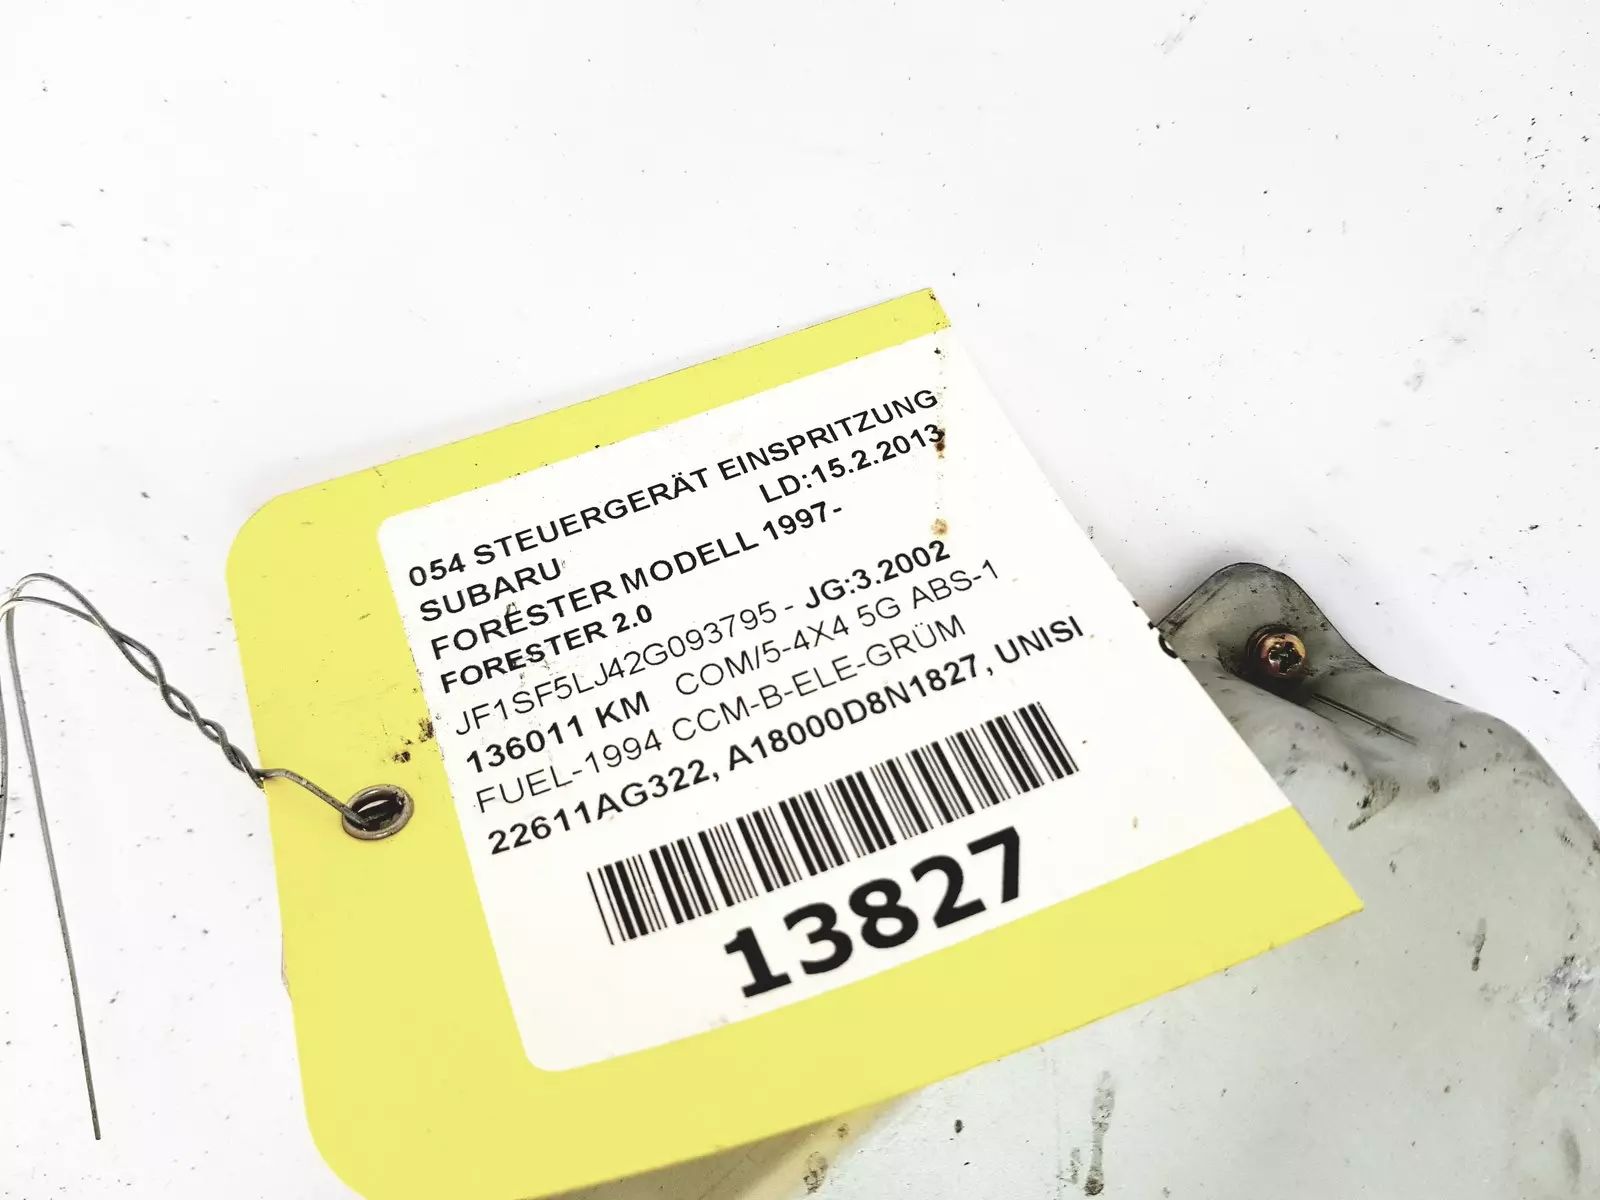 054 STEUERGERÄT EINSPRITZUNG
SUBARU LD:15.2.2013
FORESTER MODELL 1997-
FORESTER 2.0
JF1SF5LJ42G093795 - JG:3.2002
136011 KM COM/5-4X4 5G ABS-1
FUEL-1994 CCM-B-ELE-GRÜM
22611AG322, A18000D8N1827, UNISI
13827